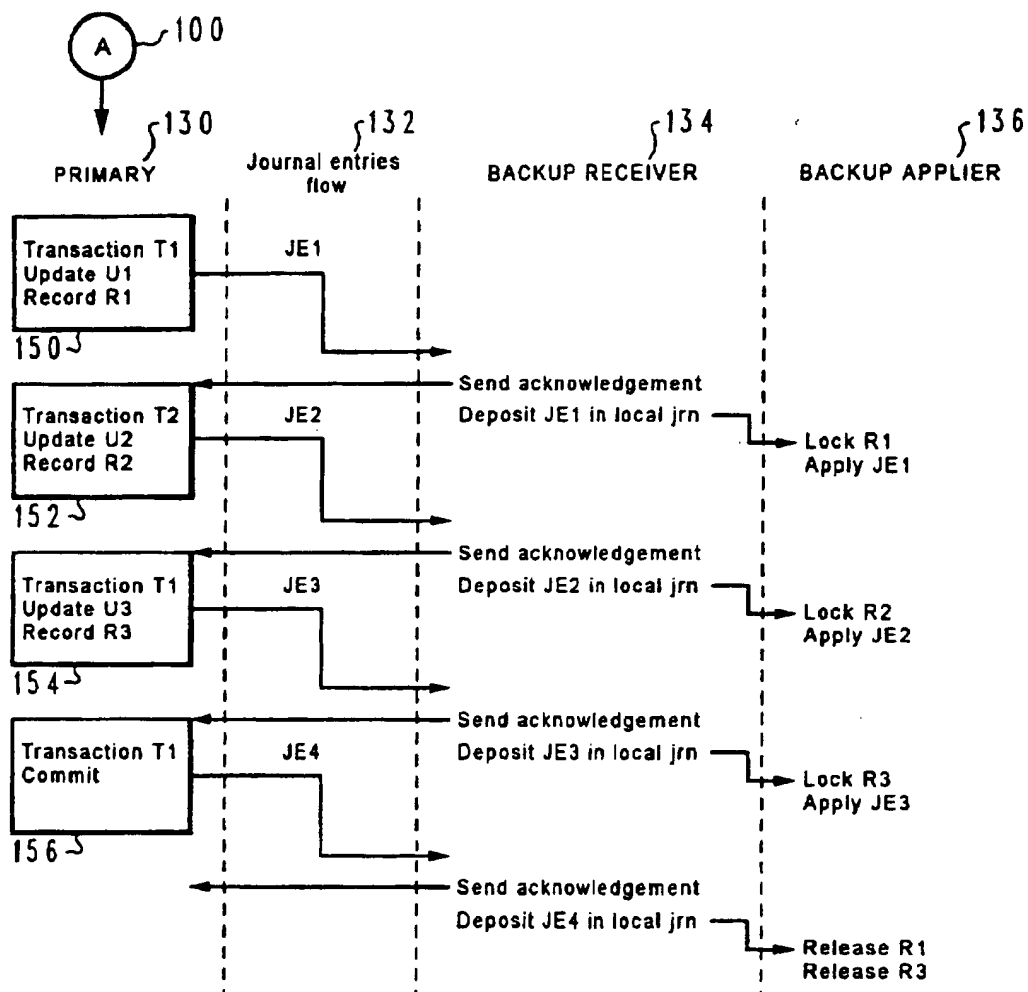 A
100
130
132
134
136
PRIMARY
Journal entries
flow
BACKUP RECEIVER
BACKUP APPLIER
Transaction T1
Update U1
Record R1
JE1
150
Send acknowledgement
Transaction T2
Update U2
Record R2
JE2
Deposit JE1 in local jrn
Lock R1
Apply JE1
152
Send acknowledgement
Transaction T1
Update U3
Record R3
JE3
Deposit JE2 in local jrn
Lock R2
Apply JE2
154
Send acknowledgement
Transaction T1
Commit
JE4
Deposit JE3 in local jrn
Lock R3
Apply JE3
156
Send acknowledgement
Deposit JE4 in local jrn
Release R1
Release R3